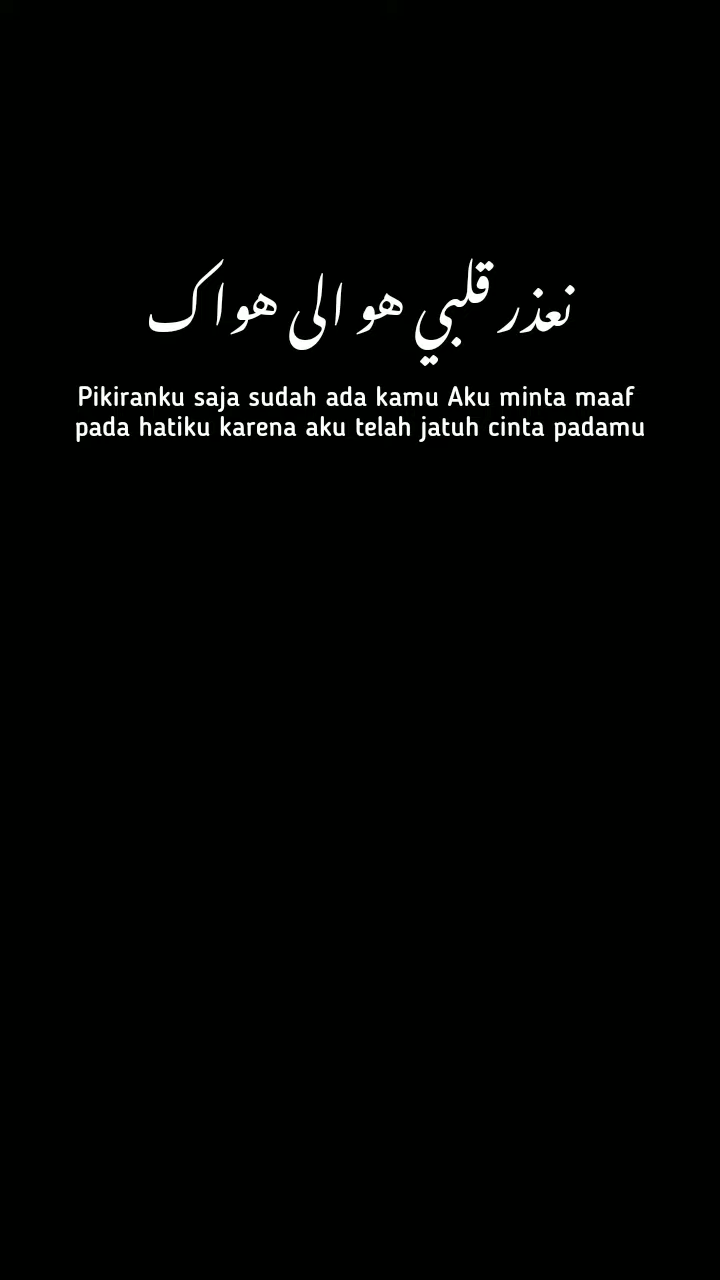 نعذر قلبي هو الى هواك
Pikiranku saja sudah ada kamu Aku minta maaf
pada hatiku karena aku telah jatuh cinta padamu